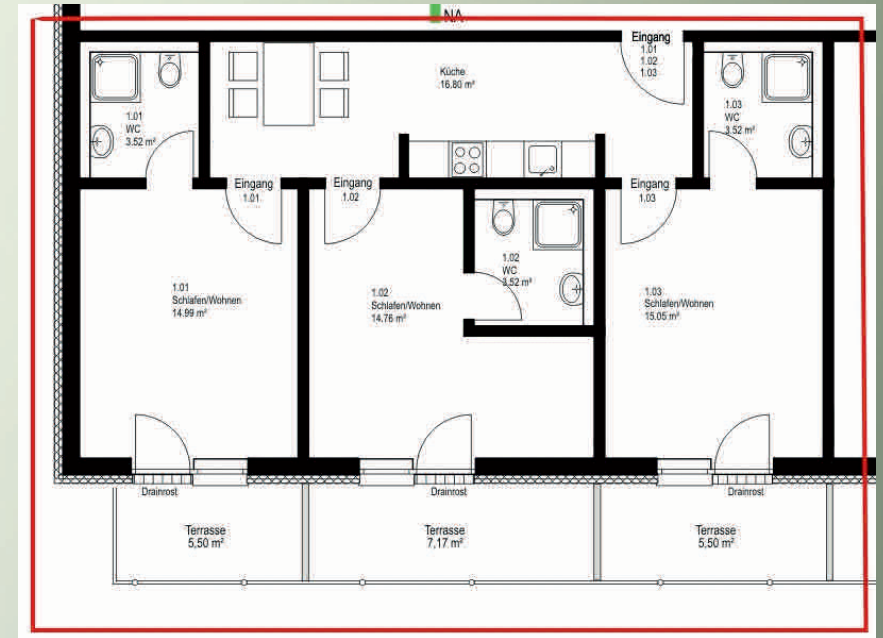 NA
Eingang
1.01
1.02
1.03
Küche
16.80 m²
1.01
WC
3.52 m²
1.03
WC
3.52 m²
Eingang
1.01
Eingang
1.02
Eingang
1.03
1.02
WC
3.52 m²
1.01
Schlafen/Wohnen
14.99 m²
1.02
Schlafen/Wohnen
14.76 m²
1.03
Schlafen/Wohnen
15.05 m²
Drainrost
Drainrost
Drainrost
Terrasse
5,50 m²
Terrasse
7,17 m²
Terrasse
5,50 m²